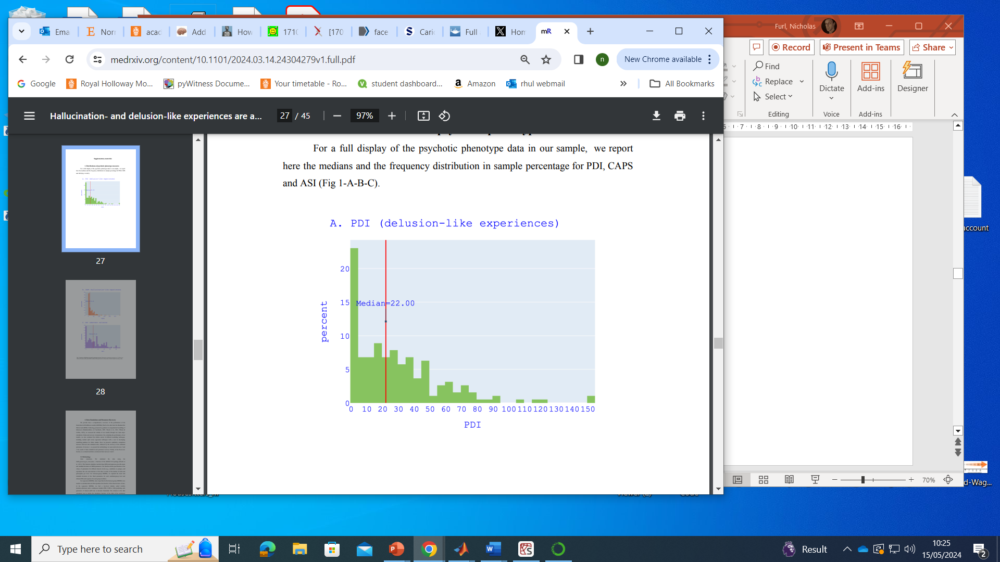 Ema
Nor
acad
Add
How
171(
[170
face
Cari
Full
Hon
mR
Furl, Nicholas
medrxiv.org/content/10.1101/2024.03.14.24304279v1.full.pdf
n
New Chrome available
Record
Present in Teams
Share
Google
Royal Holloway Mo...
pyWitness Docume...
Your timetable - Ro...
student dashboard...
Amazon
rhul webmail
»
All Bookmarks
Find
Replace
Select
Editing
Dictate
Voice
Add-ins
Add-ins
Designer
Hallucination- and delusion-like experiences are a...
27 / 45
97%
6 · 7 · 8 · 9 · 10 · 11 · 12 · 13 · 14 · 15 · 16
For a full display of the psychotic phenotype data in our sample, we report
here the medians and the frequency distribution in sample percentage for PDI, CAPS
and ASI (Fig 1-A-B-C).
A. PDI (delusion-like experiences)
percent
20
15
10
5
0
Median=22.00
0 10 20 30 40 50 60 70 80 90 100 110 120 130 140 150
PDI
27
28
account
d-Wag...
70%
Type here to search
Result
10:25
15/05/2024
2